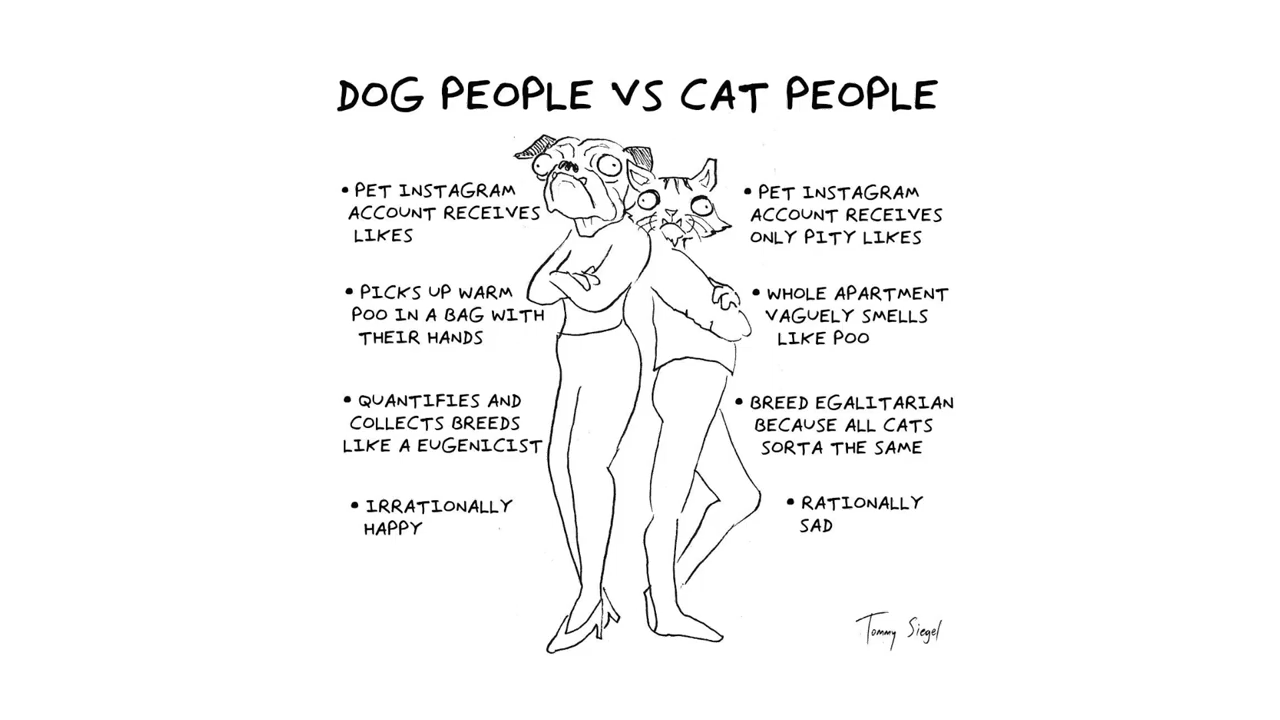 DOG PEOPLE VS CAT PEOPLE
• PET INSTAGRAM
ACCOUNT RECEIVES
LIKES
• PICKS UP WARM
POO IN A BAG WITH
THEIR HANDS
• QUANTIFIES AND
COLLECTS BREEDS
LIKE A EUGENICIST
• IRRATIONALLY
HAPPY
• PET INSTAGRAM
ACCOUNT RECEIVES
ONLY PITY LIKES
• WHOLE APARTMENT
VAGUELY SMELLS
LIKE POO
• BREED EGALITARIAN
BECAUSE ALL CATS
SORTA THE SAME
• RATIONALLY
SAD
Tommy Siegel